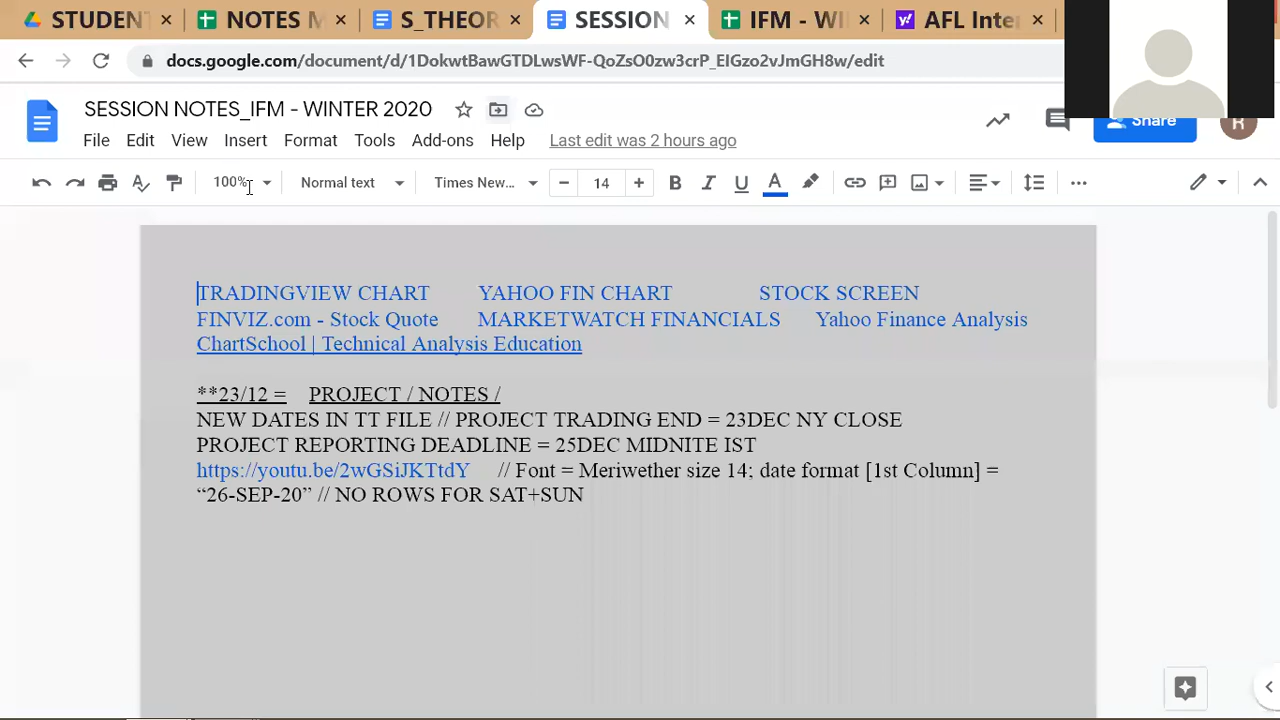 STUDENT
NOTES M
S_THEOR
SESSION
IFM - WI
AFL Inte
docs.google.com/document/d/1DokwtBawGTDLwsWF-QoZsO0zw3crP_EIGzo2vJmGH8w/edit
SESSION NOTES_IFM - WINTER 2020
Share
R
File Edit View Insert Format Tools Add-ons Help Last edit was 2 hours ago
100% Normal text Times New... 14 B I U A
TRADINGVIEW CHART YAHOO FIN CHART STOCK SCREEN
FINVIZ.com - Stock Quote MARKETWATCH FINANCIALS Yahoo Finance Analysis
ChartSchool | Technical Analysis Education
**23/12 = PROJECT / NOTES /
NEW DATES IN TT FILE // PROJECT TRADING END = 23DEC NY CLOSE
PROJECT REPORTING DEADLINE = 25DEC MIDNITE IST
https://youtu.be/2wGSiJKTtdY // Font = Meriwether size 14; date format [1st Column] =
“26-SEP-20” // NO ROWS FOR SAT+SUN